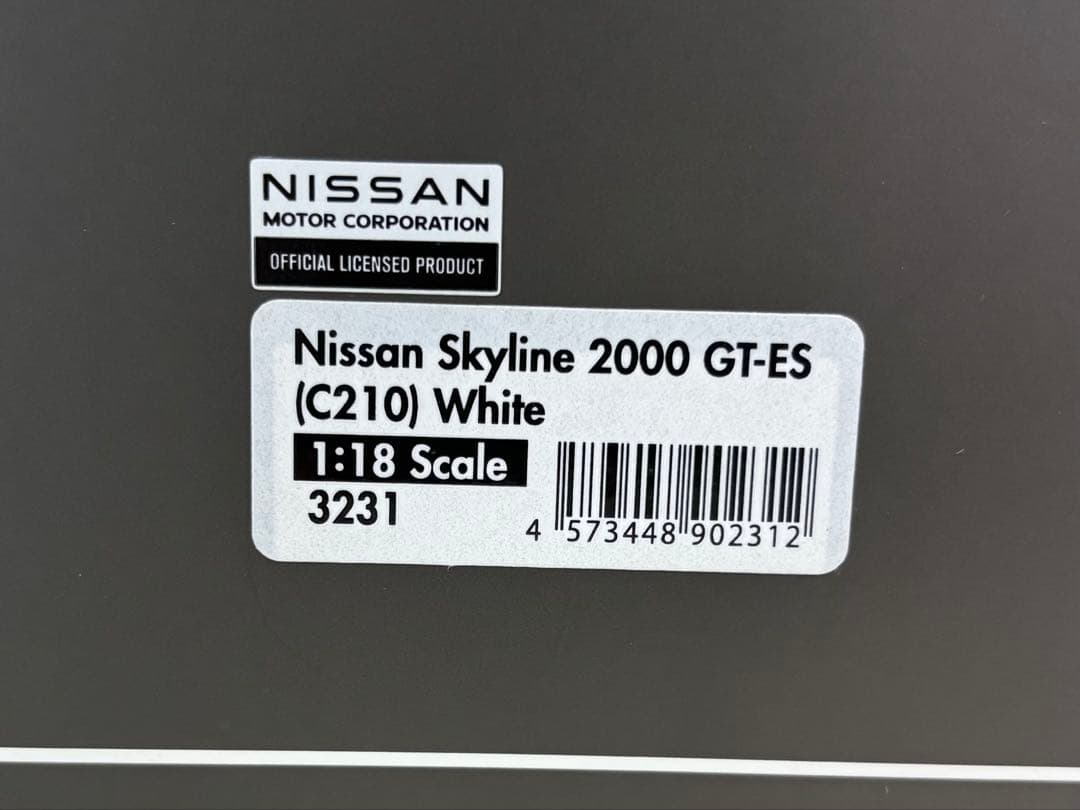 NISSAN
MOTOR CORPORATION
OFFICIAL LICENSED PRODUCT
Nissan Skyline 2000 GT-ES
(C210) White
1:18 Scale
3231
4 573448 902312